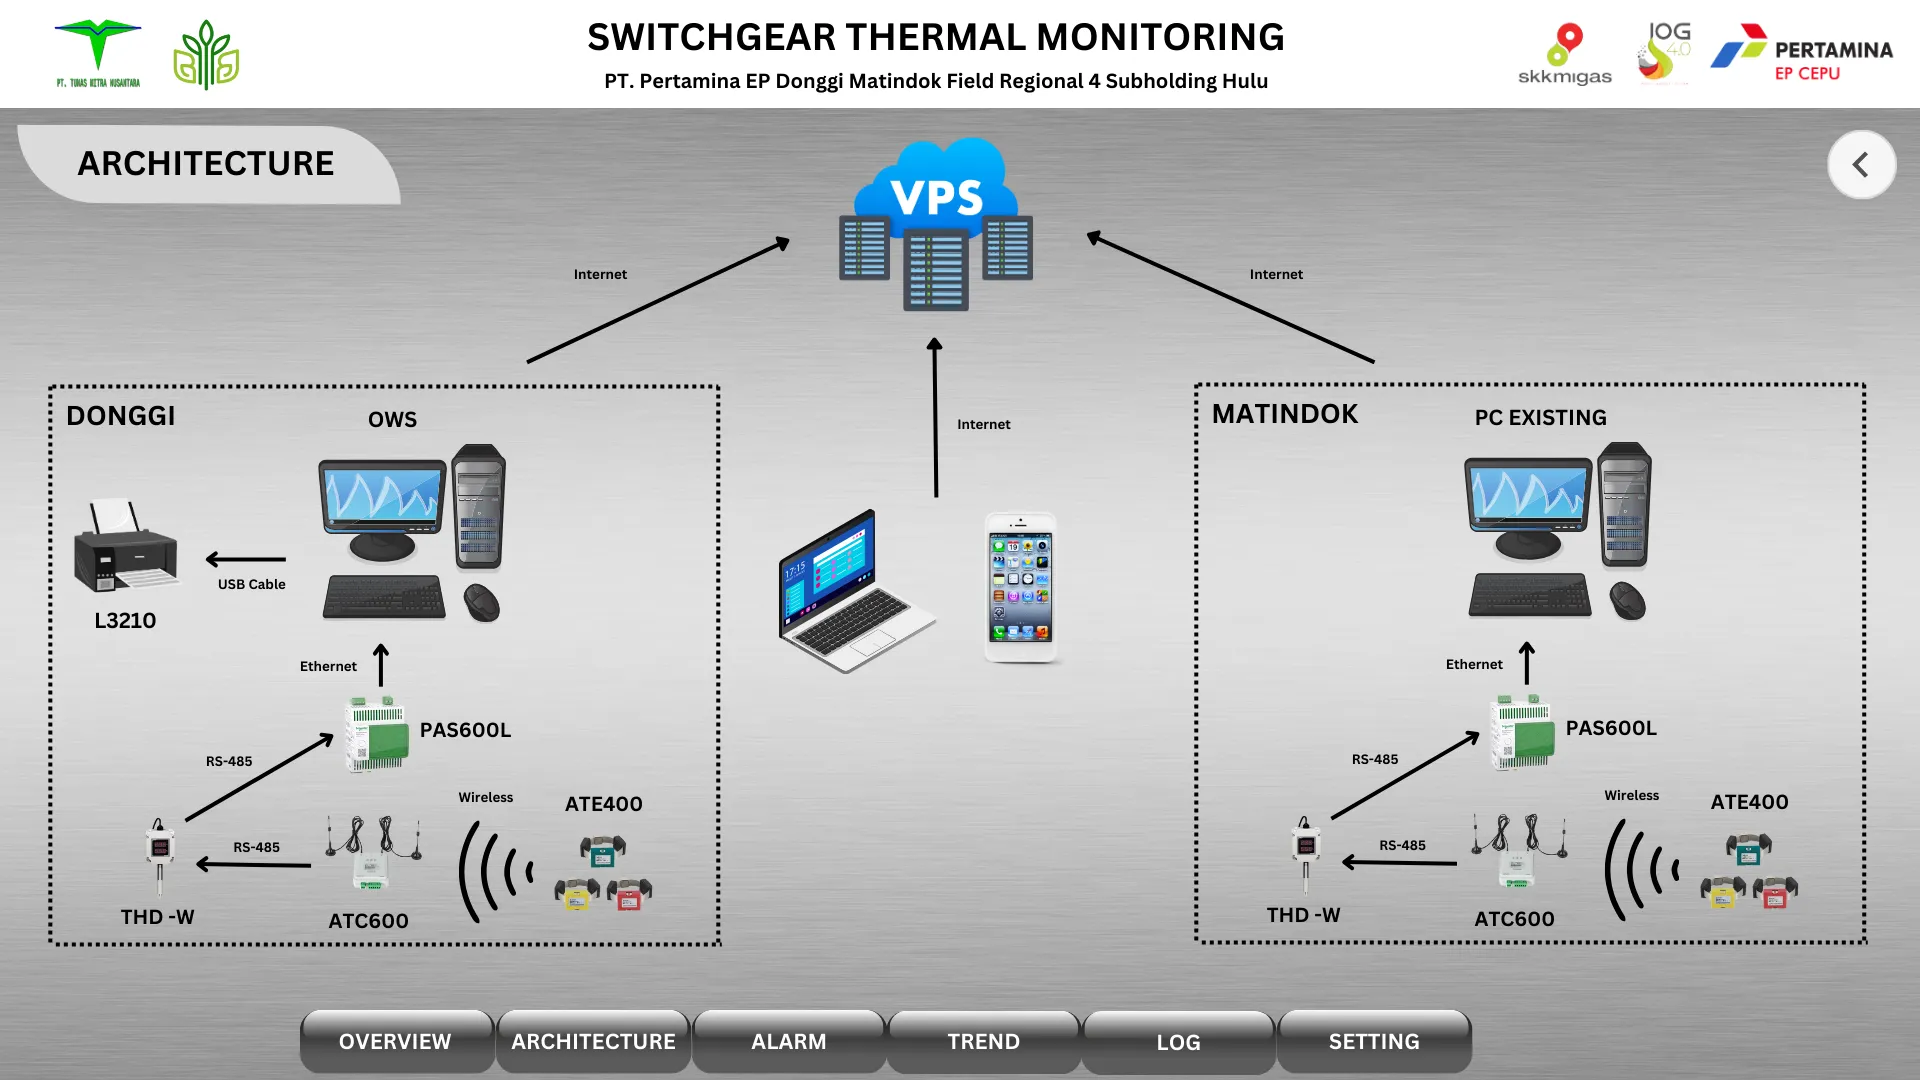 SWITCHGEAR THERMAL MONITORING
PT. Pertamina EP Donggi Matindok Field Regional 4 Subholding Hulu
PT. TUNAS MITRA NUSANTARA
skkmigas
IOG
4.0
PERTAMINA
EP CEPU
ARCHITECTURE
VPS
Internet
Internet
Internet
DONGGI
OWS
USB Cable
L3210
Ethernet
PAS600L
RS-485
Wireless
ATE400
RS-485
THD -W
ATC600
17:15
MATINDOK
PC EXISTING
Ethernet
PAS600L
RS-485
Wireless
ATE400
RS-485
THD -W
ATC600
OVERVIEW
ARCHITECTURE
ALARM
TREND
LOG
SETTING